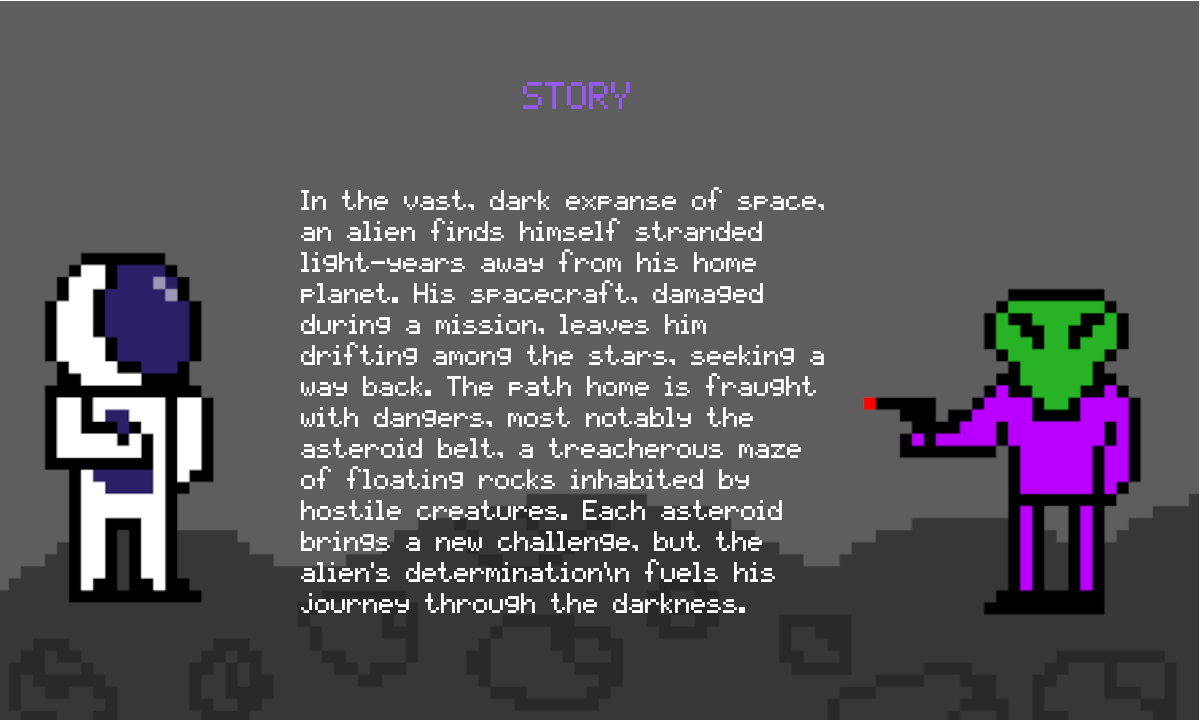 STORY
In the vast, dark expanse of space,
an alien finds himself stranded
light-years away from his home
planet. His spacecraft, damaged
during a mission, leaves him
drifting among the stars, seeking a
way back. The path home is fraught
with dangers, most notably the
asteroid belt, a treacherous maze
of floating rocks inhabited by
hostile creatures. Each asteroid
brings a new challenge, but the
alien's determination\n fuels his
journey through the darkness.